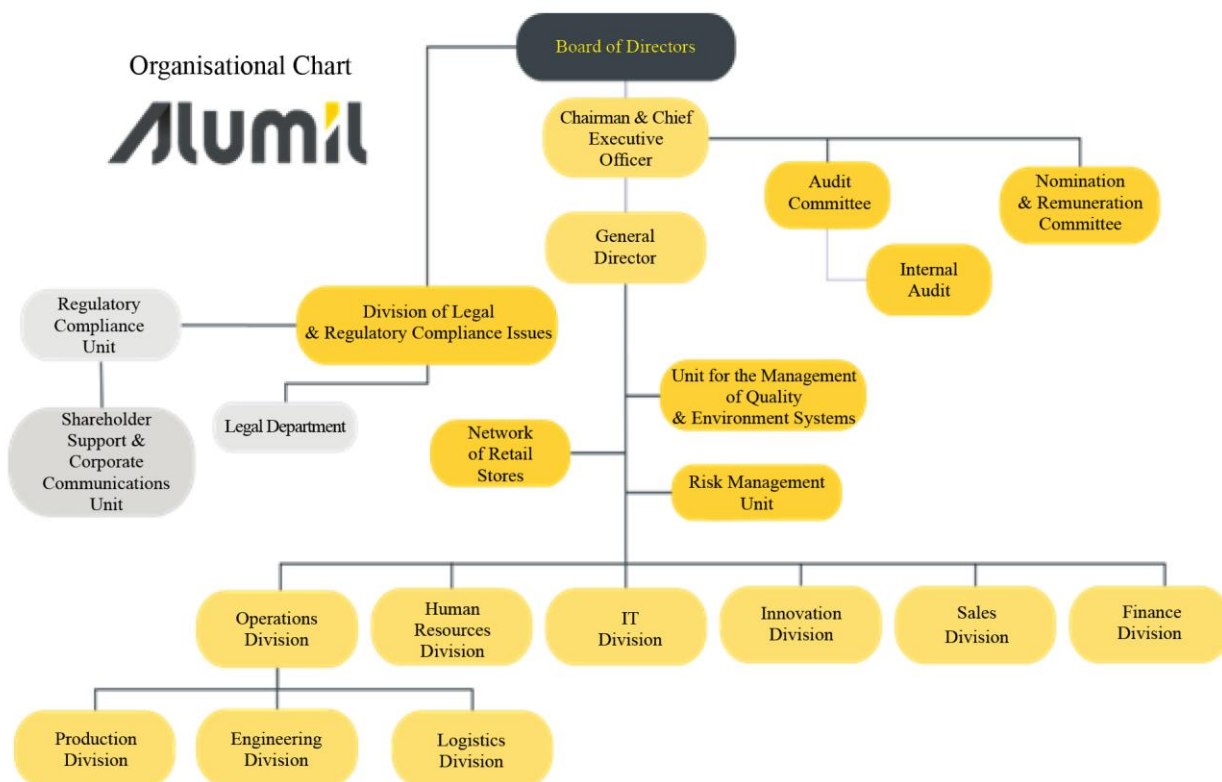 Board of Directors
Organisational Chart
Alumil
Chairman & Chief
Executive
Officer
Audit
Committee
Nomination
& Remuneration
Committee
General
Director
Internal
Audit
Regulatory
Compliance
Unit
Division of Legal
& Regulatory Compliance Issues
Unit for the Management
of Quality
& Environment Systems
Shareholder
Support &
Corporate
Communications
Unit
Legal Department
Network
of Retail
Stores
Risk Management
Unit
Operations
Division
Human
Resources
Division
IT
Division
Innovation
Division
Sales
Division
Finance
Division
Production
Division
Engineering
Division
Logistics
Division